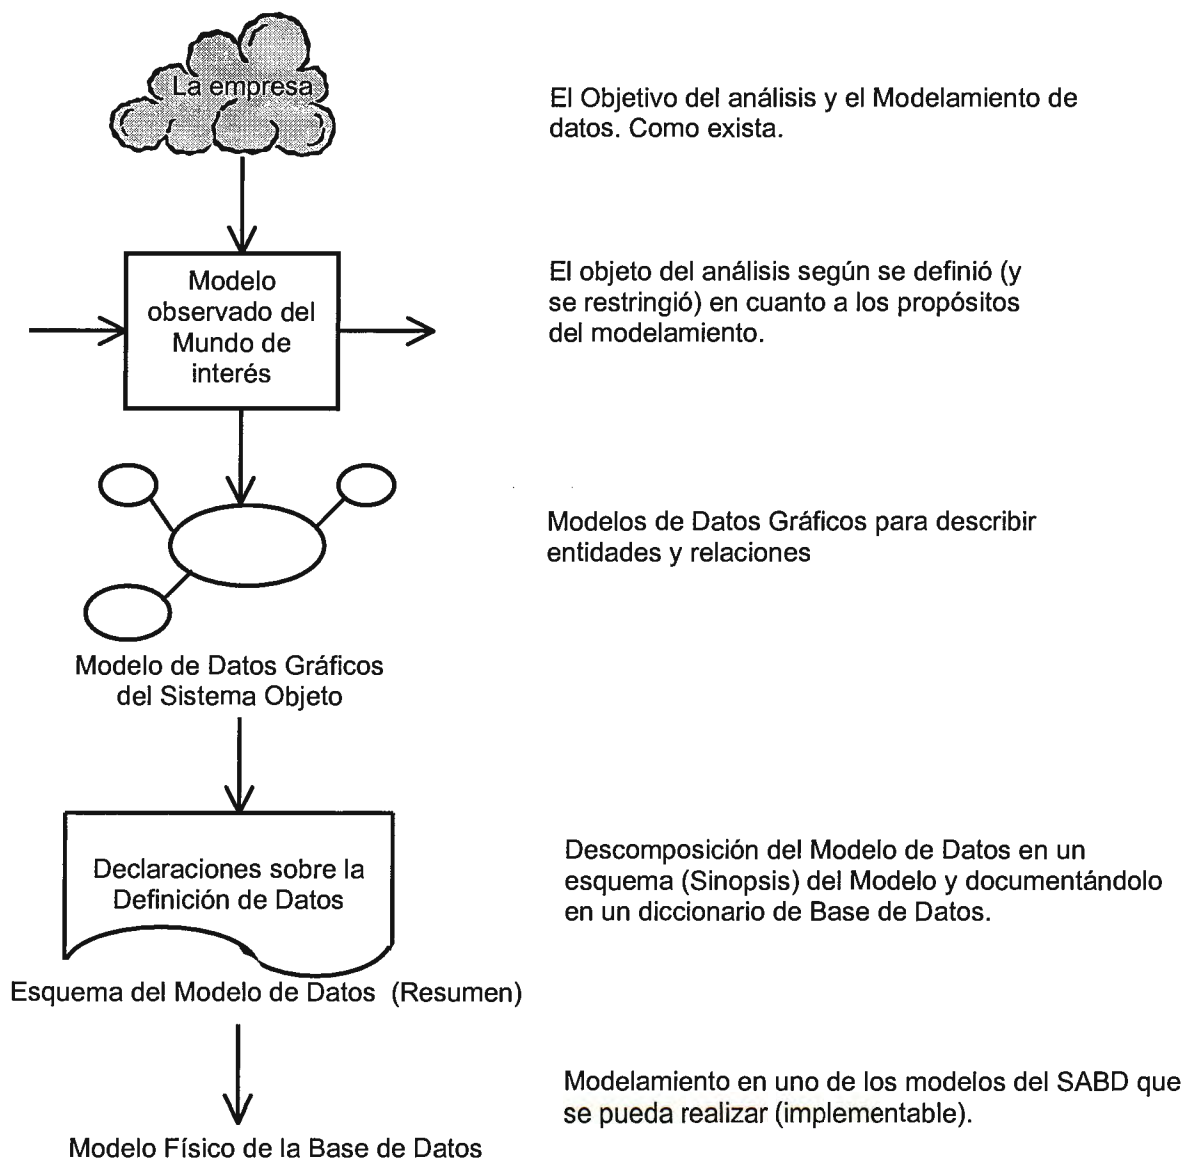 La empresa
El Objetivo del análisis y el Modelamiento de
datos. Como exista.
Modelo
observado del
Mundo de
interés
El objeto del análisis según se definió (y
se restringió) en cuanto a los propósitos
del modelamiento.
Modelos de Datos Gráficos para describir
entidades y relaciones
Modelo de Datos Gráficos
del Sistema Objeto
Declaraciones sobre la
Definición de Datos
Descomposición del Modelo de Datos en un
esquema (Sinopsis) del Modelo y documentándolo
en un diccionario de Base de Datos.
Esquema del Modelo de Datos (Resumen)
Modelamiento en uno de los modelos del SABD que
se pueda realizar (implementable).
Modelo Físico de la Base de Datos